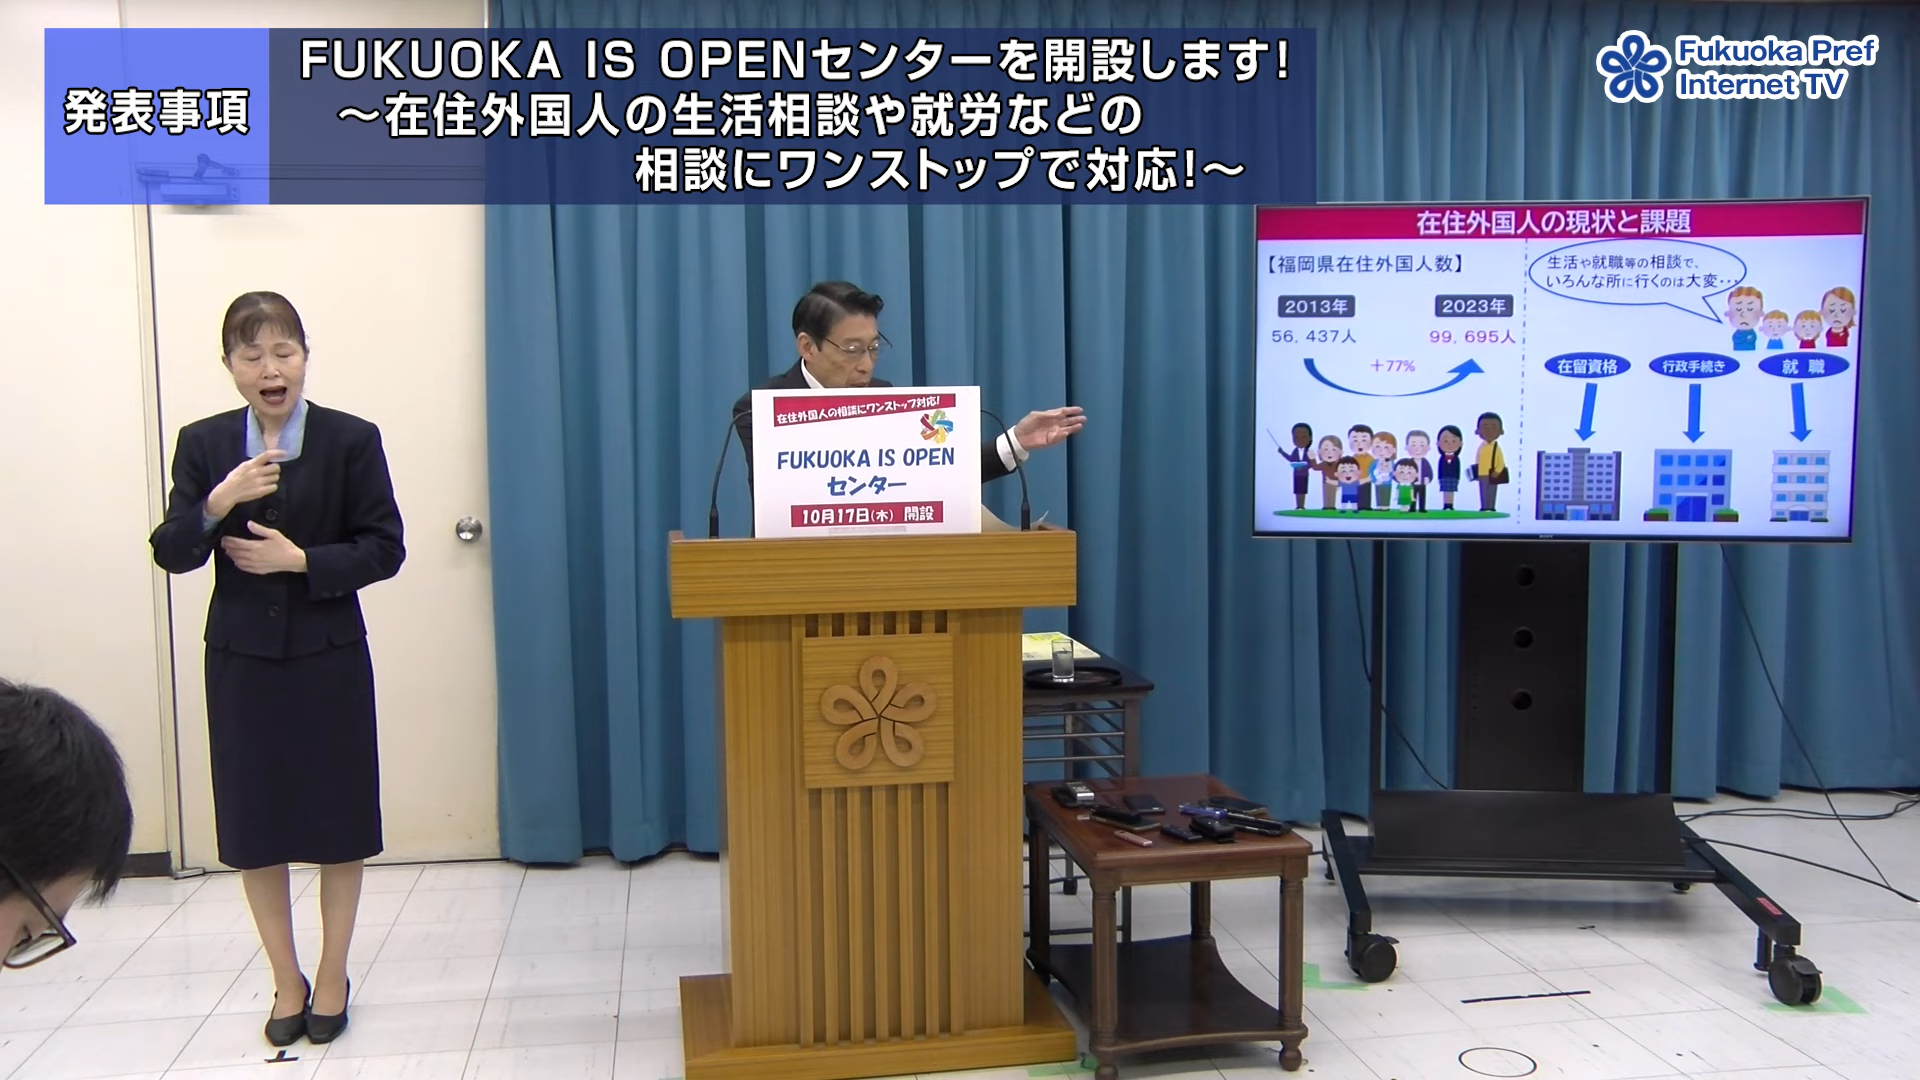 発表事項
FUKUOKA IS OPENセンターを開設します!
～在住外国人の生活相談や就労などの
相談にワンストップで対応!～
Fukuoka Pref
Internet TV
在住外国人の現状と課題
【福岡県在住外国人数】
2013年
2023年
56,437人
99,695人
+77%
生活や就職等の相談で、
いろんな所に行くのは大変･･･
在留資格
行政手続き
就 職
SONY
在住外国人の相談にワンストップ対応!
FUKUOKA IS OPEN
センター
10月17日(木) 開設